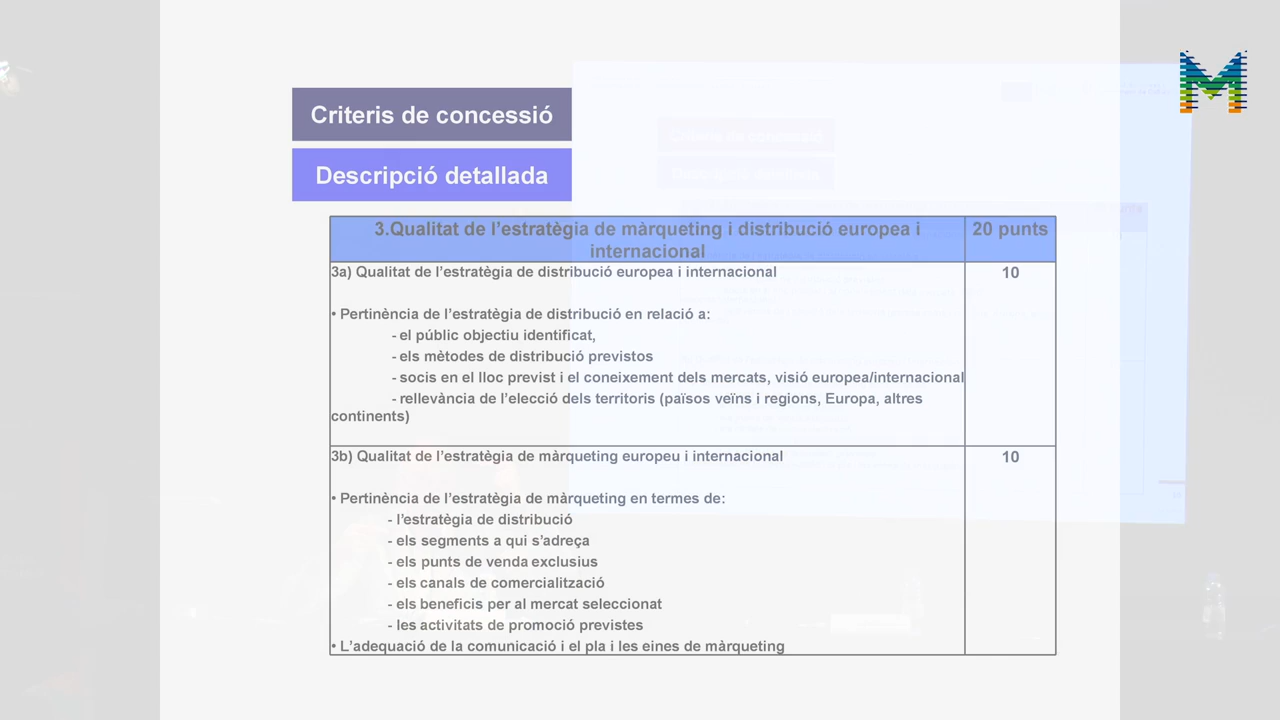 Criteris de concessió
Descripció detallada
3.Qualitat de l’estratègia de màrqueting i distribució europea i
internacional
20 punts
3a) Qualitat de l’estratègia de distribució europea i internacional
10
• Pertinència de l’estratègia de distribució en relació a:
- el públic objectiu identificat,
- els mètodes de distribució previstos
- socis en el lloc previst i el coneixement dels mercats, visió europea/internacional
- rellevància de l’elecció dels territoris (països veïns i regions, Europa, altres
continents)
3b) Qualitat de l’estratègia de màrqueting europeu i internacional
10
• Pertinència de l’estratègia de màrqueting en termes de:
- l’estratègia de distribució
- els segments a qui s’adreça
- els punts de venda exclusius
- els canals de comercialització
- els beneficis per al mercat seleccionat
- les activitats de promoció previstes
• L’adequació de la comunicació i el pla i les eines de màrqueting
M